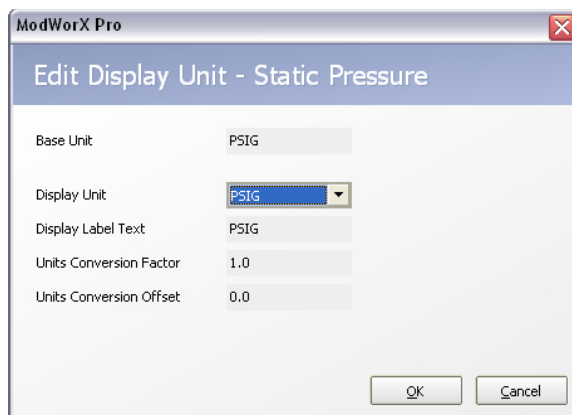 ModWorX Pro
Edit Display Unit - Static Pressure
Base Unit PSIG
Display Unit PSIG
Display Label Text PSIG
Units Conversion Factor 1.0
Units Conversion Offset 0.0
OK Cancel